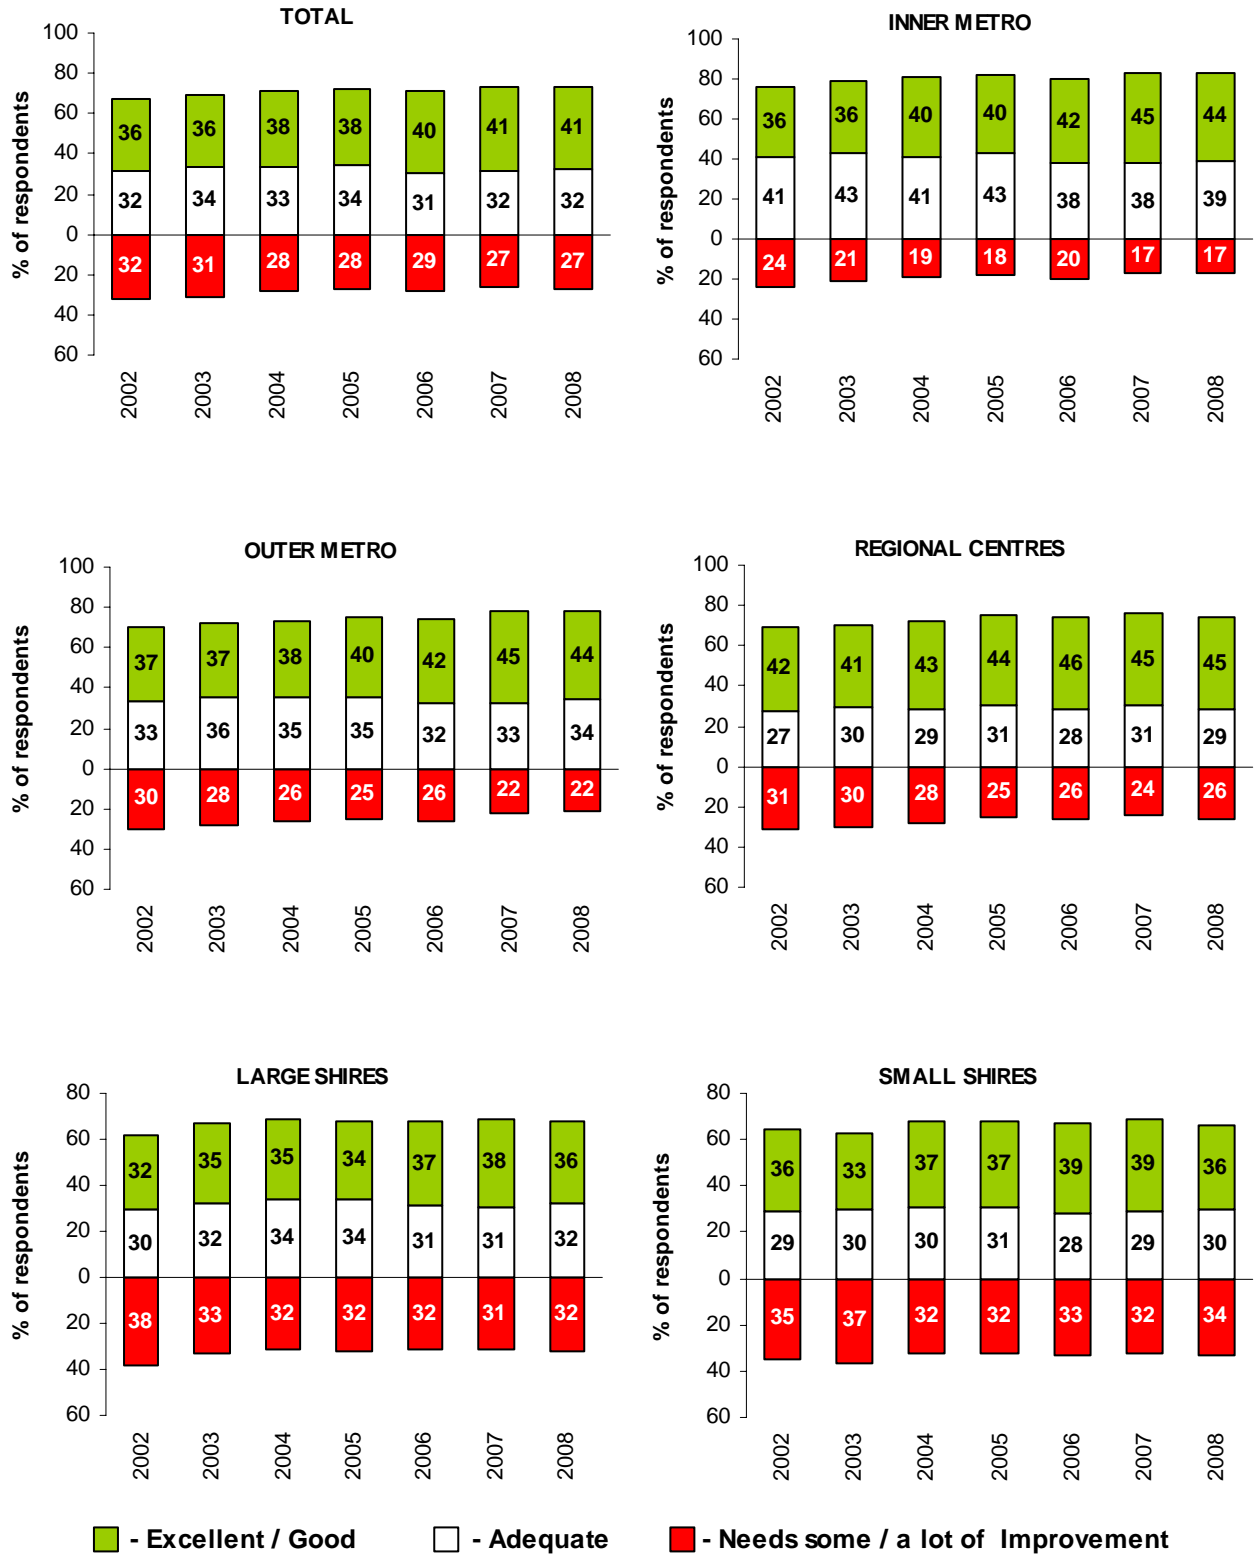 TOTAL
100
80
60
40
20
0
20
40
60
% of respondents
36 36 38 38 40 41 41
32 34 33 34 31 32 32
32 31 28 28 29 27 27
2002 2003 2004 2005 2006 2007 2008
INNER METRO
100
80
60
40
20
0
20
40
60
% of respondents
36 36 40 40 42 45 44
41 43 41 43 38 38 39
24 21 19 18 20 17 17
2002 2003 2004 2005 2006 2007 2008
OUTER METRO
100
80
60
40
20
0
20
40
60
% of respondents
37 37 38 40 42 45 44
33 36 35 35 32 33 34
30 28 26 25 26 22 22
2002 2003 2004 2005 2006 2007 2008
REGIONAL CENTRES
100
80
60
40
20
0
20
40
60
% of respondents
42 41 43 44 46 45 45
27 30 29 31 28 31 29
31 30 28 25 26 24 26
2002 2003 2004 2005 2006 2007 2008
LARGE SHIRES
80
60
40
20
0
20
40
60
% of respondents
32 35 35 34 37 38 36
30 32 34 34 31 31 32
38 33 32 32 32 31 32
2002 2003 2004 2005 2006 2007 2008
SMALL SHIRES
80
60
40
20
0
20
40
60
% of respondents
36 33 37 37 39 39 36
29 30 30 31 28 29 30
35 37 32 32 33 32 34
2002 2003 2004 2005 2006 2007 2008
- Excellent / Good - Adequate - Needs some / a lot of Improvement